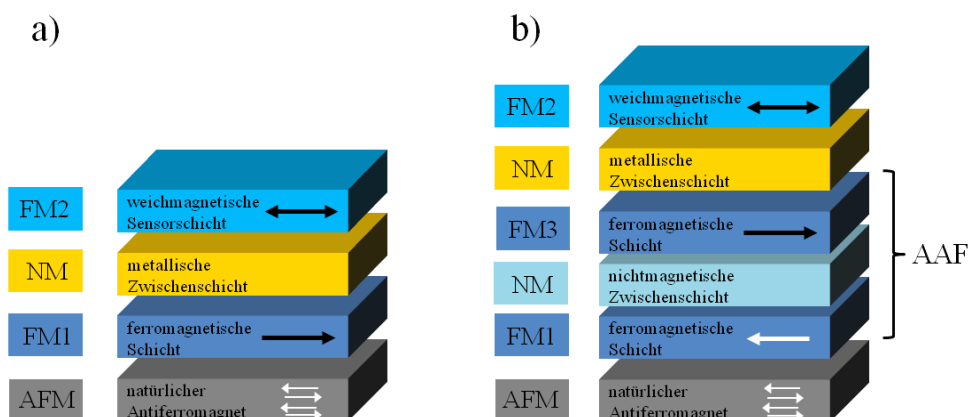 a)
FM2
weichmagnetische
Sensorschicht
NM
metallische
Zwischenschicht
FM1
ferromagnetische
Schicht
AFM
natürlicher
Antiferromagnet
b)
FM2
weichmagnetische
Sensorschicht
NM
metallische
Zwischenschicht
FM3
ferromagnetische
Schicht
NM
nichtmagnetische
Zwischenschicht
FM1
ferromagnetische
Schicht
AFM
natürlicher
Antiferromagnet
AAF